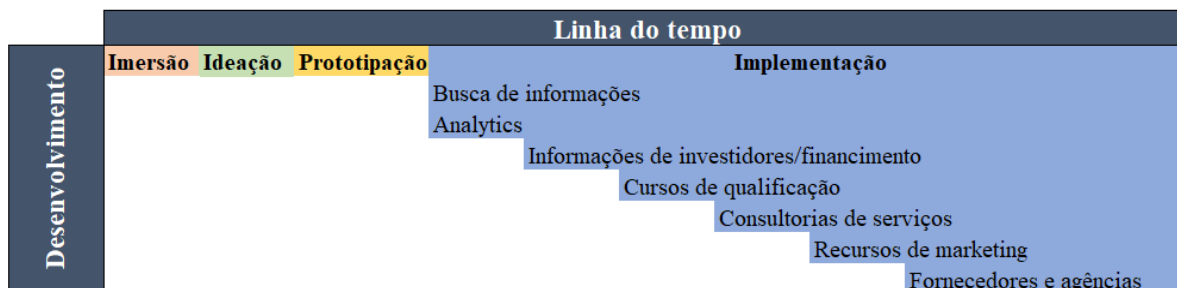 Linha do tempo
Desenvolvimento
Imersão Ideação Prototipação Implementação
Busca de informações
Analytics
Informações de investidores/financimento
Cursos de qualificação
Consultorias de serviços
Recursos de marketing
Fornecedores e agências